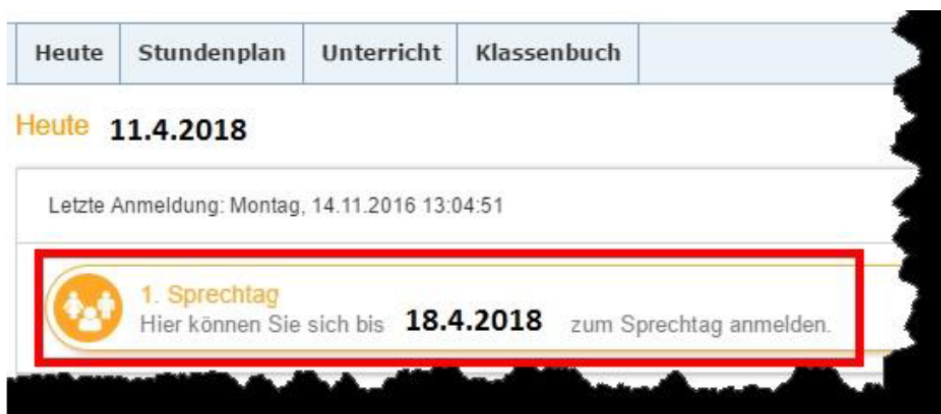 Heute Stundenplan Unterricht Klassenbuch
Heute 11.4.2018
Letzte Anmeldung: Montag, 14.11.2016 13:04:51
1. Sprechtag
Hier können Sie sich bis 18.4.2018 zum Sprechtag anmelden.